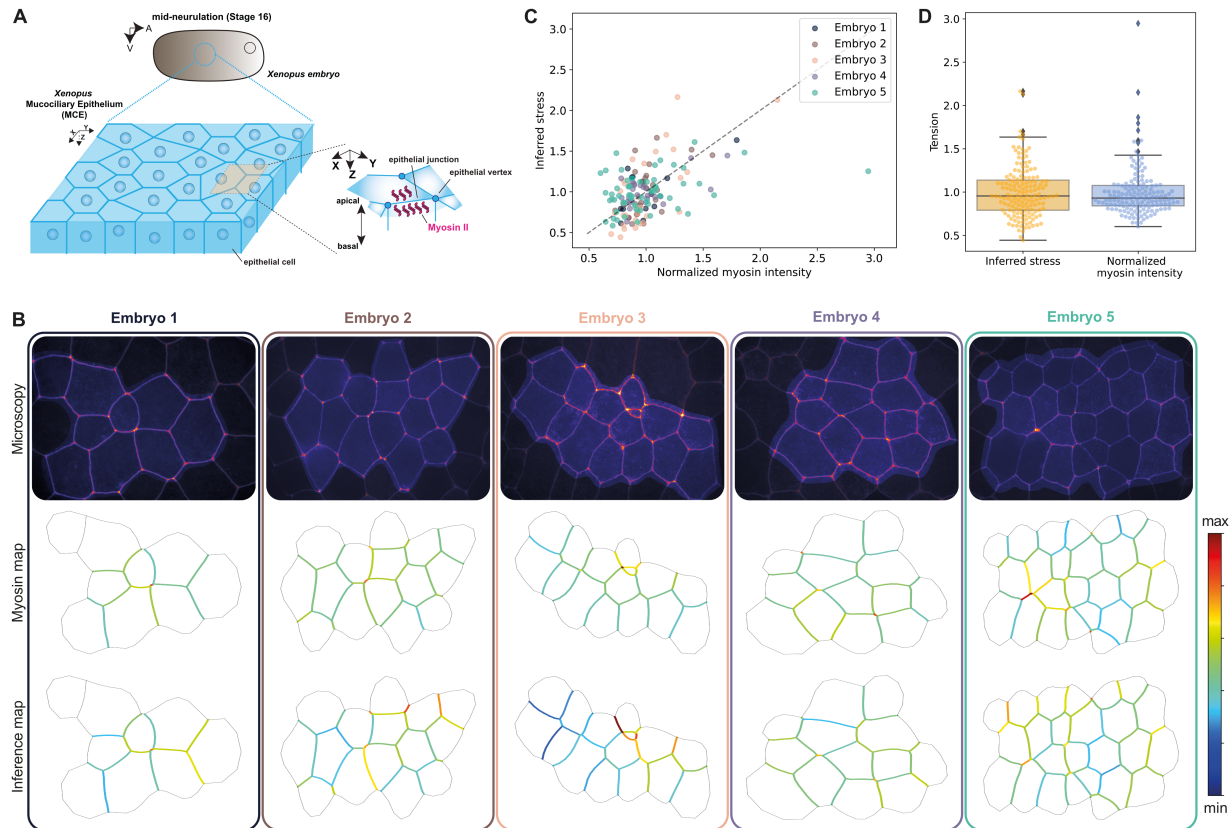 A
mid-neurulation (Stage 16)
A
V
Xenopus embryo
Xenopus
Mucociliary Epithelium
(MCE)
Y
Z
X
Y
Z
epithelial junction
epithelial vertex
apical
Myosin II
basal
epithelial cell
C
3.0
2.5
2.0
1.5
1.0
0.5
Inferred stress
Embryo 1
Embryo 2
Embryo 3
Embryo 4
Embryo 5
0.5
1.0
1.5
2.0
2.5
3.0
Normalized myosin intensity
D
3.0
2.5
2.0
1.5
1.0
0.5
Tension
Inferred stress
Normalized
myosin intensity
B
Embryo 1
Embryo 2
Embryo 3
Embryo 4
Embryo 5
Microscopy
Myosin map
Inference map
max
min